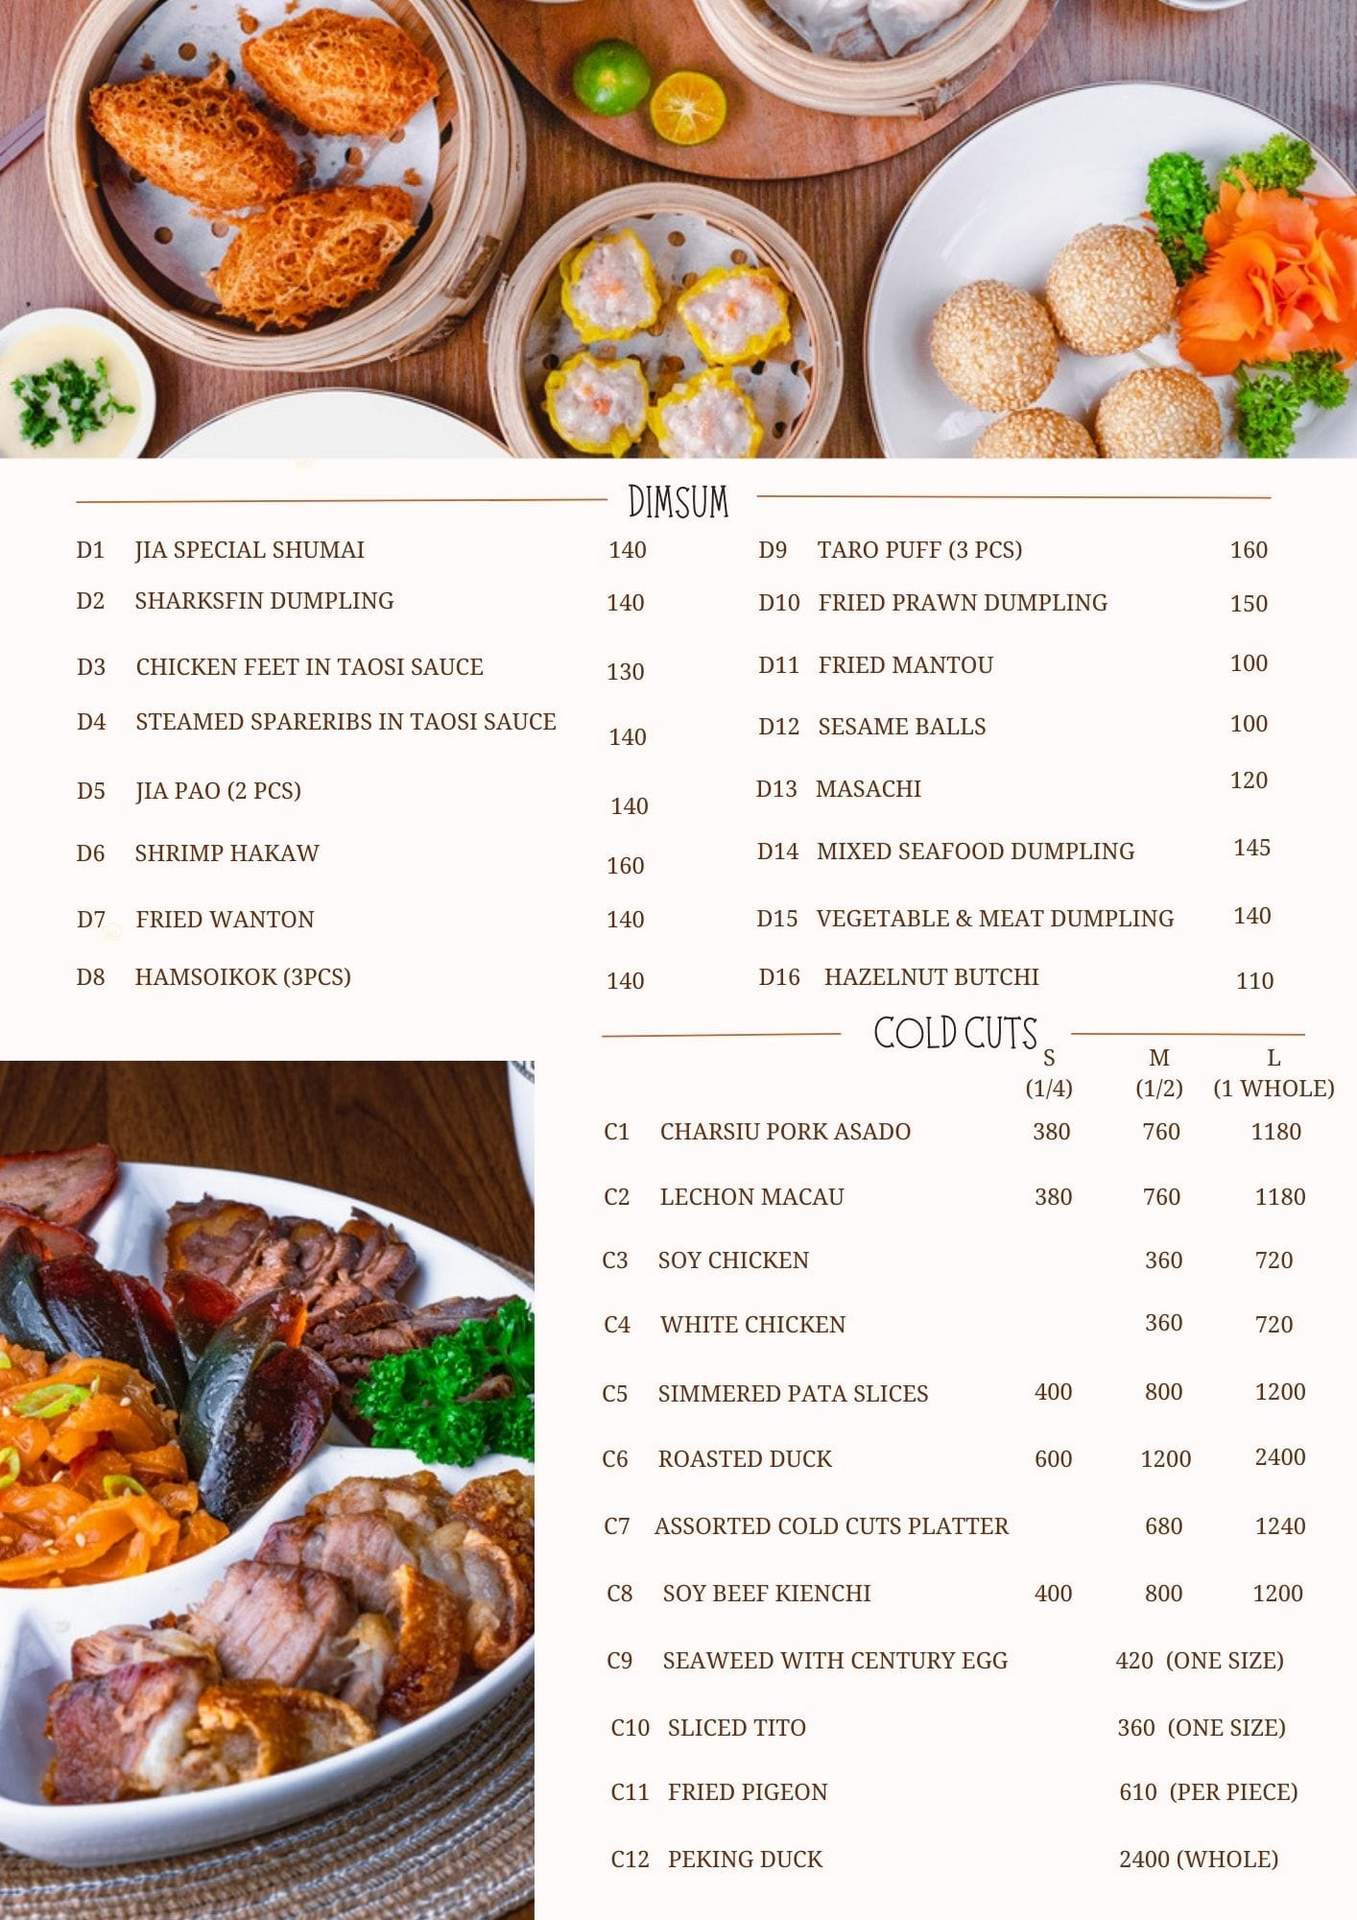 DIMSUM
D1 JIA SPECIAL SHUMAI 140
D2 SHARKSFIN DUMPLING 140
D3 CHICKEN FEET IN TAOSI SAUCE 130
D4 STEAMED SPARERIBS IN TAOSI SAUCE 140
D5 JIA PAO (2 PCS) 140
D6 SHRIMP HAKAW 160
D7 FRIED WANTON 140
D8 HAMSOIKOK (3PCS) 140
D9 TARO PUFF (3 PCS) 160
D10 FRIED PRAWN DUMPLING 150
D11 FRIED MANTOU 100
D12 SESAME BALLS 100
D13 MASACHI 120
D14 MIXED SEAFOOD DUMPLING 145
D15 VEGETABLE & MEAT DUMPLING 140
D16 HAZELNUT BUTCHI 110
COLD CUTS
S M L
(1/4) (1/2) (1 WHOLE)
C1 CHARSIU PORK ASADO 380 760 1180
C2 LECHON MACAU 380 760 1180
C3 SOY CHICKEN 360 720
C4 WHITE CHICKEN 360 720
C5 SIMMERED PATA SLICES 400 800 1200
C6 ROASTED DUCK 600 1200 2400
C7 ASSORTED COLD CUTS PLATTER 680 1240
C8 SOY BEEF KIENCHI 400 800 1200
C9 SEAWEED WITH CENTURY EGG 420 (ONE SIZE)
C10 SLICED TITO 360 (ONE SIZE)
C11 FRIED PIGEON 610 (PER PIECE)
C12 PEKING DUCK 2400 (WHOLE)